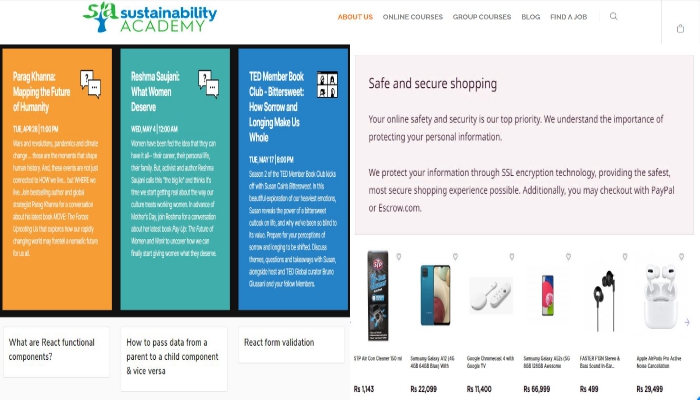 sa sustainability
ACADEMY
ABOUT US ONLINE COURSES GROUP COURSES BLOG FIND A JOB
Parag Khanna:
Mapping the Future
of Humanity
TUE, APR 26 | 11:00 PM
Wars and revolutions, pandemics and climate
change ... these are the moments that shape
human history. And, these events are not just
connected to HOW we live... but WHERE we
live. Join bestselling author and global
strategist Parag Khanna for a conversation
about his latest book MOVE: The Forces
Uprooting Us that explores how our rapidly
changing world may foretell a nomadic future
for us all.
Reshma Saujani:
What Women
Deserve
WED, MAY 4 | 12:00 AM
Women have been fed the idea that they can
have it all – their career, their personal life,
their family. But, activist and author Reshma
Saujani calls this "the big lie" and thinks it's
time we start getting real about the way our
culture treats working women. In advance of
Mother's Day, join Reshma for a conversation
about her latest book Pay Up: The Future of
Women and Work to uncover how we can
finally start giving women what they deserve.
TED Member Book
Club - Bittersweet:
How Sorrow and
Longing Make Us
Whole
TUE, MAY 17 | 8:00 PM
Season 2 of the TED Member Book Club kicks
off with Susan Cain's Bittersweet. In this
beautiful exploration of our heaviest emotions,
Susan reveals the power of a bittersweet
outlook on life, and why we've been so blind to
its value. Prepare for your perceptions of
sorrow and longing to be shifted. Discuss
themes, questions and takeaways with Susan,
alongside host and TED Global curator Bruno
Giussani and your fellow Members.
Safe and secure shopping
Your online safety and security is our top priority. We understand the importance of
protecting your personal information.
We protect your information through SSL encryption technology, providing the safest,
most secure shopping experience possible. Additionally, you may checkout with PayPal
or Escrow.com.
What are React functional
components?
How to pass data from a
parent to a child component
& vice versa
React form validation
STP Air Con Cleaner 150 ml
Rs 1,143
Samsung Galaxy A12 (4G
4GB 64GB Blue) With
Rs 22,099
Google Chromecast 4 with
Google TV
Rs 11,400
Samsung Galaxy A52s (5G
8GB 128GB Awesome
Rs 66,999
FASTER F12M Stereo &
Bass Sound In-Ear...
Rs 499
Apple AirPods Pro Active
Noise Cancelation
Rs 29,499